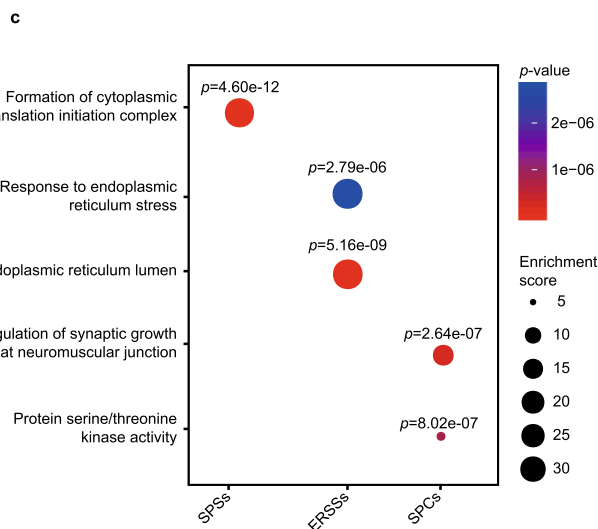 c
p=4.60e-12
Formation of cytoplasmic
anslation initiation complex
p=2.79e-06
Response to endoplasmic
reticulum stress
p=5.16e-09
doplasmic reticulum lumen
gulation of synaptic growth
at neuromuscular junction
p=2.64e-07
Protein serine/threonine
kinase activity
p=8.02e-07
SPSs
ERSSs
SPCs
p-value
2e−06
1e−06
Enrichment
score
5
10
15
20
25
30